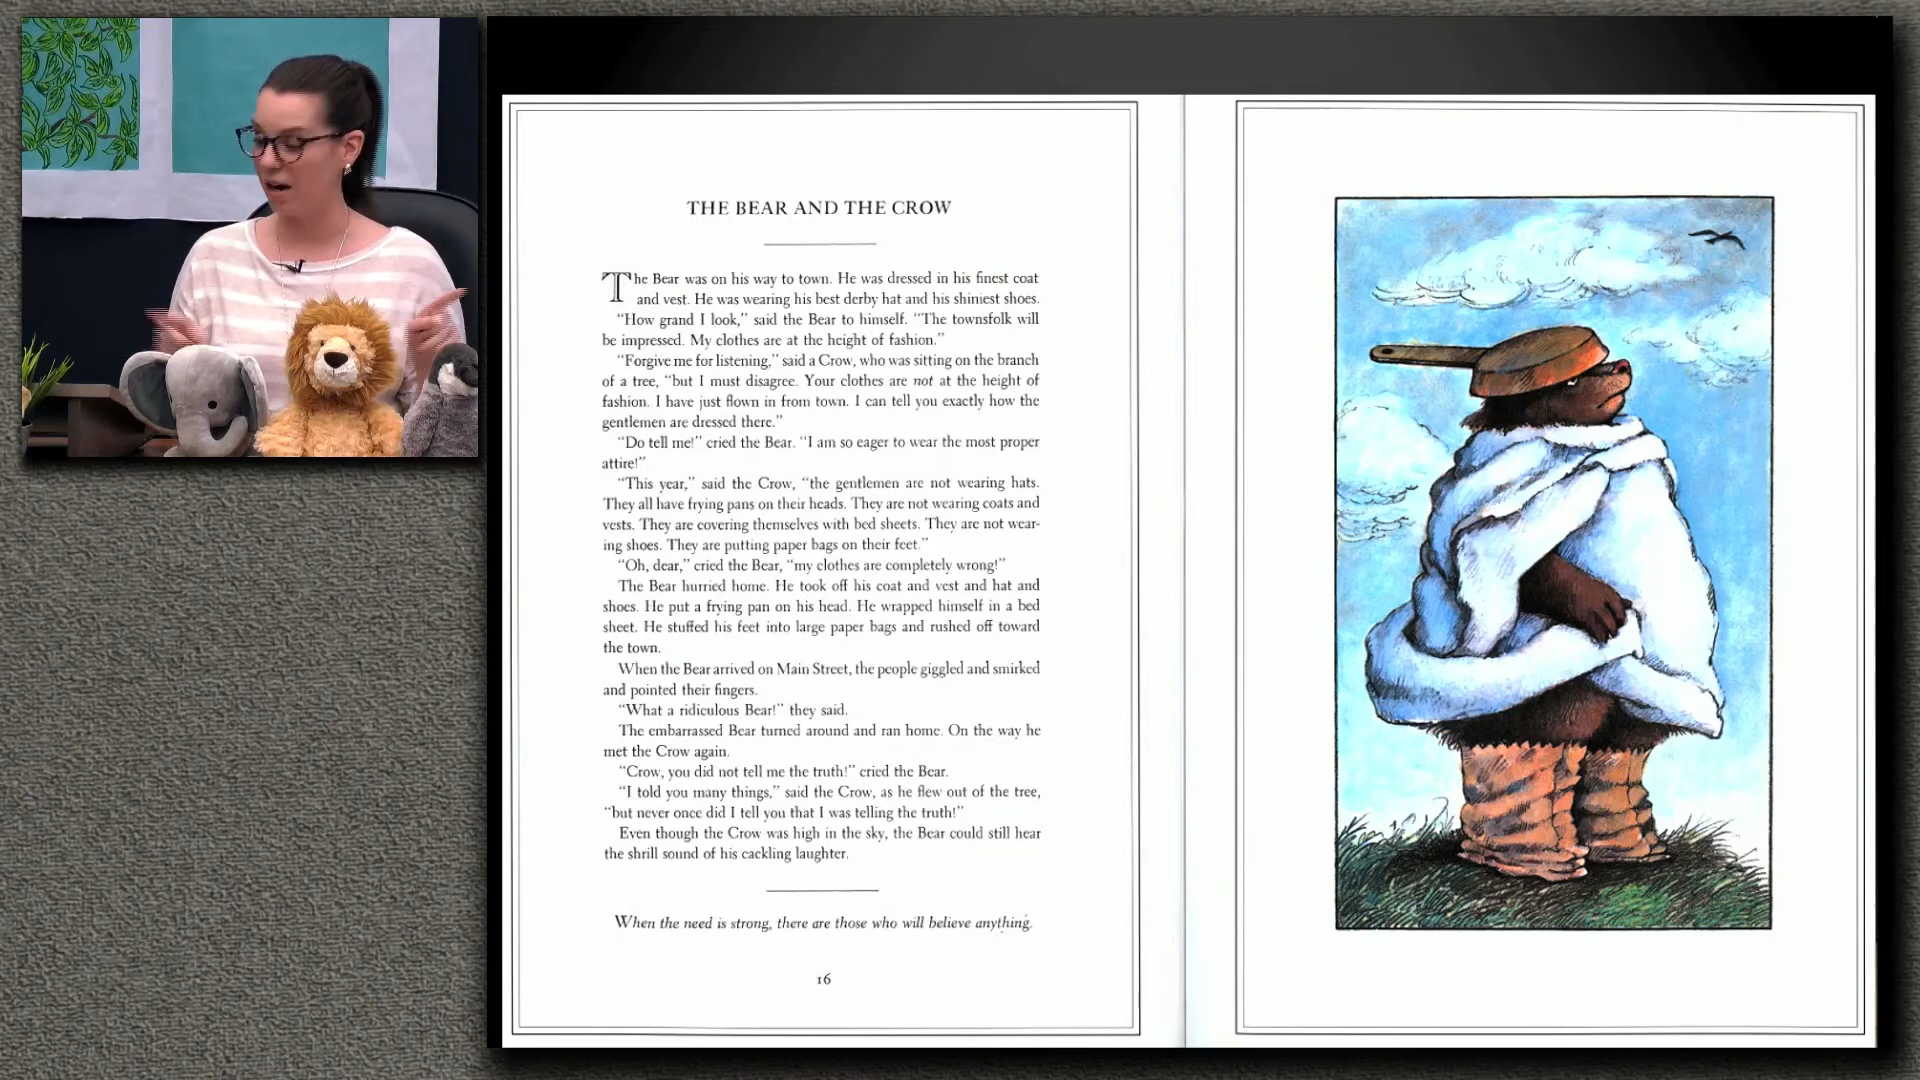 THE BEAR AND THE CROW
The Bear was on his way to town. He was dressed in his finest coat
and vest. He was wearing his best derby hat and his shiniest shoes.
“How grand I look,” said the Bear to himself. “The townsfolk will
be impressed. My clothes are at the height of fashion.”
“Forgive me for listening,” said a Crow, who was sitting on the branch
of a tree, “but I must disagree. Your clothes are not at the height of
fashion. I have just flown in from town. I can tell you exactly how the
gentlemen are dressed there.”
“Do tell me!” cried the Bear. “I am so eager to wear the most proper
attire!”
“This year,” said the Crow, “the gentlemen are not wearing hats.
They all have frying pans on their heads. They are not wearing coats and
vests. They are covering themselves with bed sheets. They are not wear-
ing shoes. They are putting paper bags on their feet.”
“Oh, dear,” cried the Bear, “my clothes are completely wrong!”
The Bear hurried home. He took off his coat and vest and hat and
shoes. He put a frying pan on his head. He wrapped himself in a bed
sheet. He stuffed his feet into large paper bags and rushed off toward
the town.
When the Bear arrived on Main Street, the people giggled and smirked
and pointed their fingers.
“What a ridiculous Bear!” they said.
The embarrassed Bear turned around and ran home. On the way he
met the Crow again.
“Crow, you did not tell me the truth!” cried the Bear.
“I told you many things,” said the Crow, as he flew out of the tree,
“but never once did I tell you that I was telling the truth!”
Even though the Crow was high in the sky, the Bear could still hear
the shrill sound of his cackling laughter.
When the need is strong, there are those who will believe anything.
16